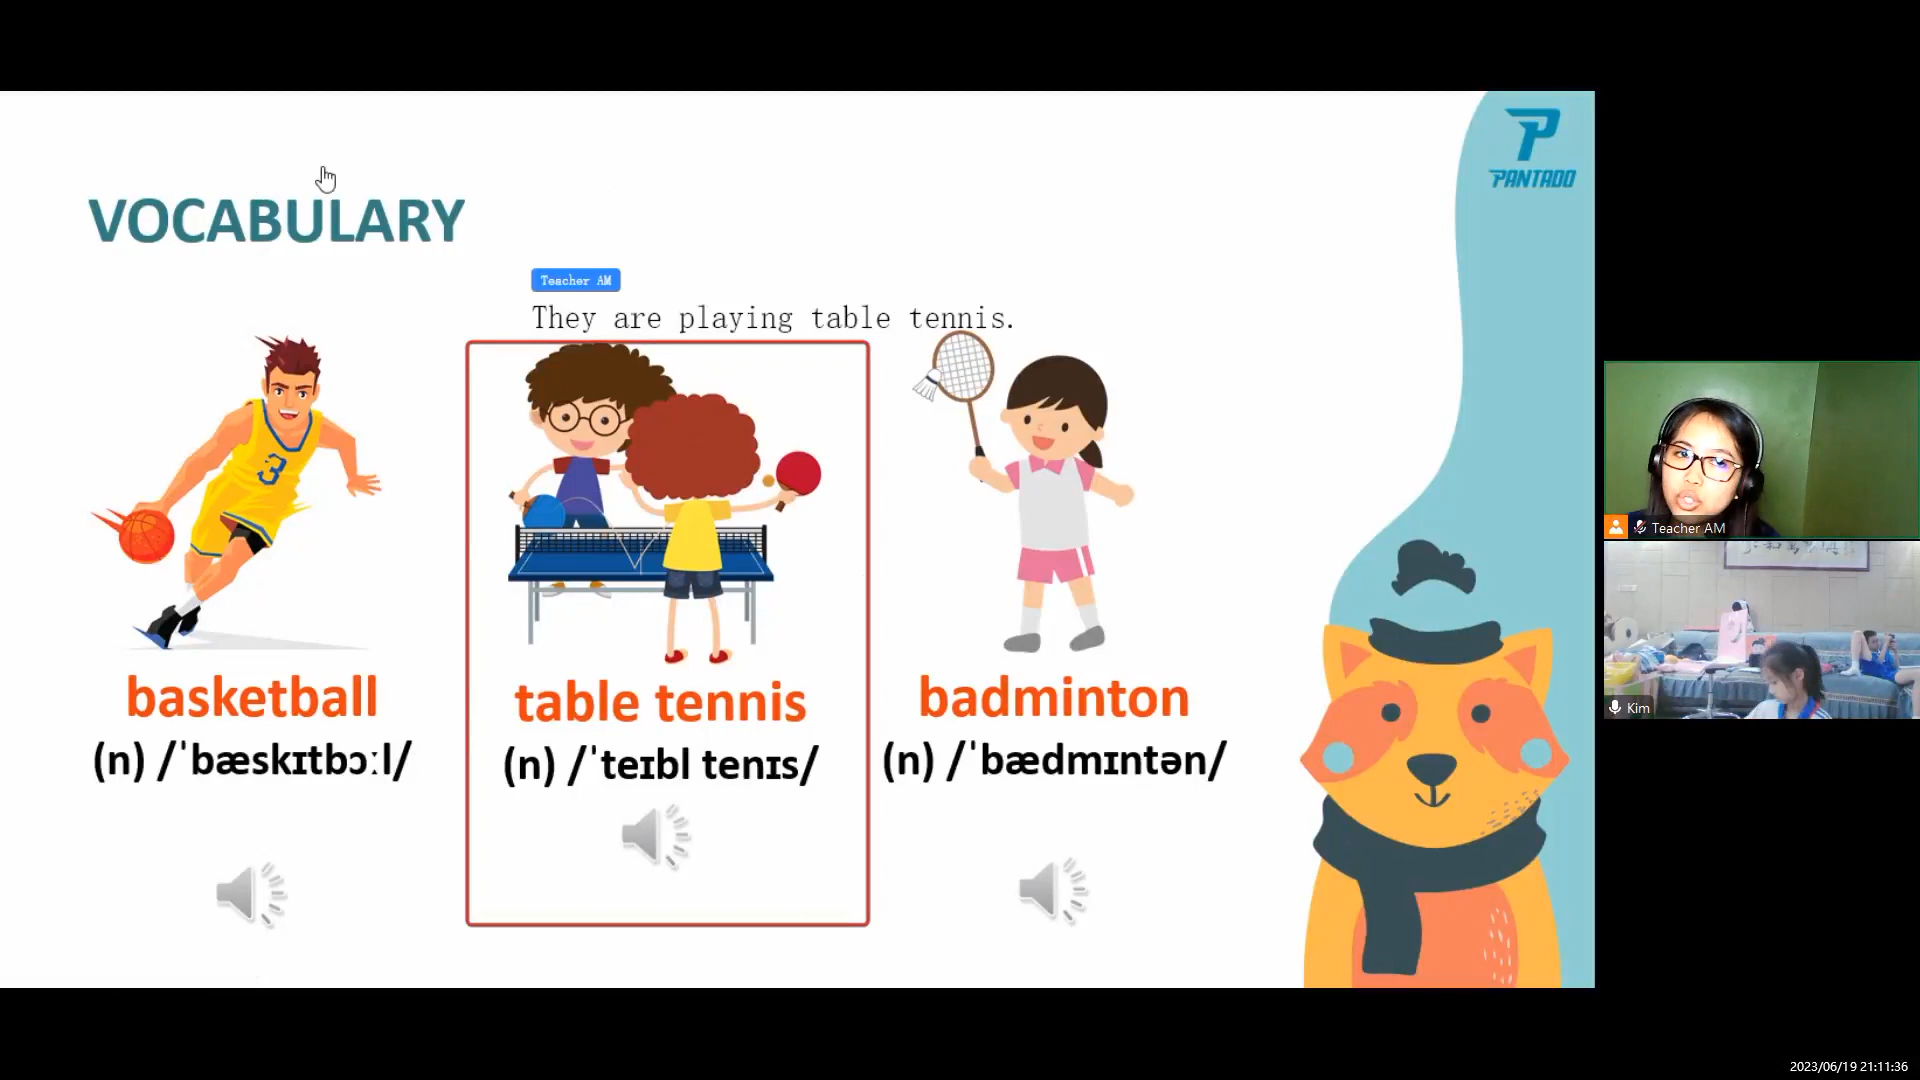 PANTADO
VOCABULARY
Teacher AM
They are playing table tennis.
3
basketball
(n) /ˈbæskɪtbɔːl/
table tennis
(n) /ˈteɪbl tenɪs/
badminton
(n) /ˈbædmɪntən/
Teacher AM
Kim
2023/06/19 21:11:36